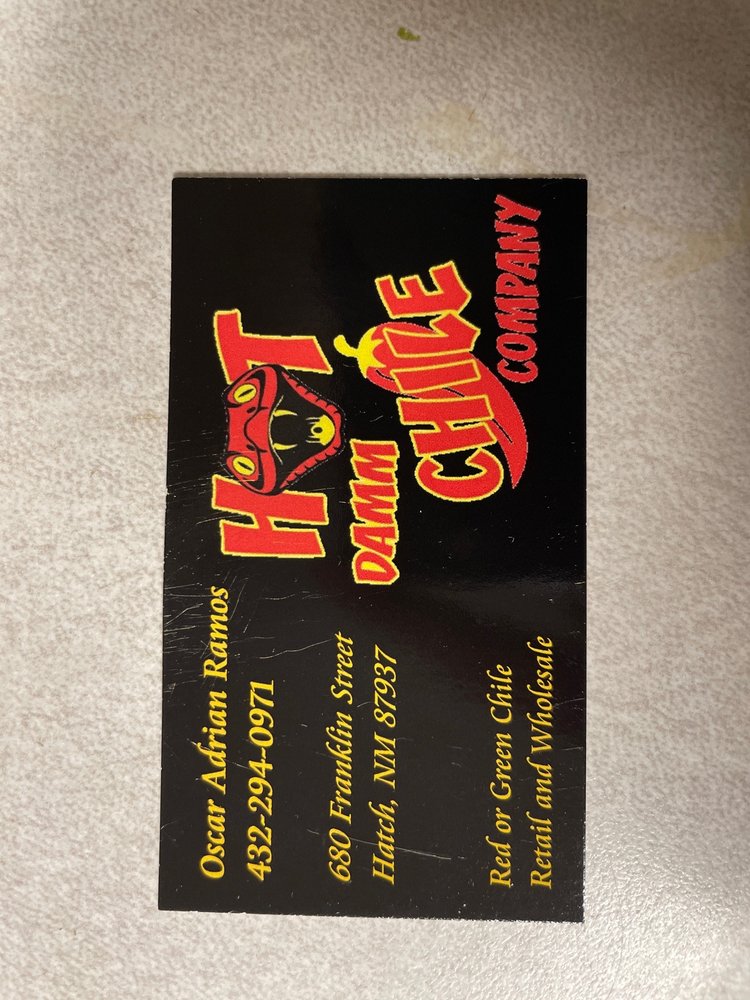 Oscar Adrian Ramos
432-294-0971
680 Franklin Street
Hatch, NM 87937
Red or Green Chile
Retail and Wholesale
HOT
DAMM
CHILE
COMPANY